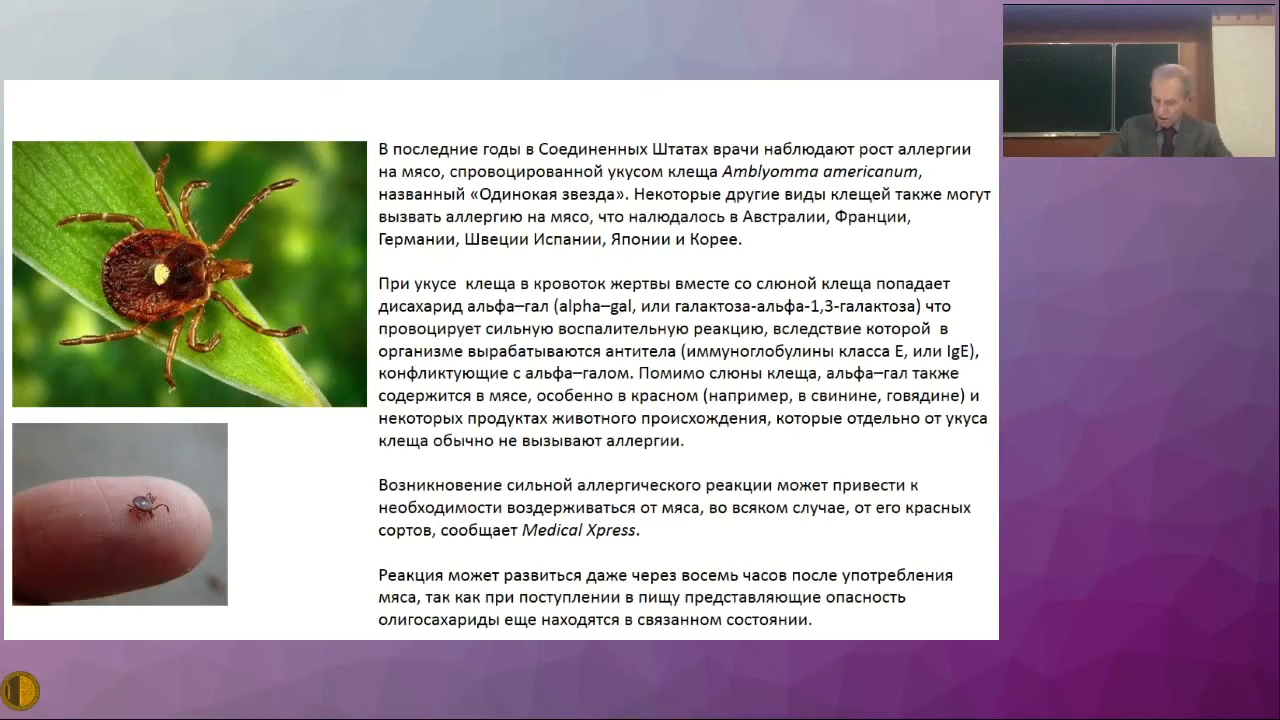 В последние годы в Соединенных Штатах врачи наблюдают рост аллергии
на мясо, спровоцированной укусом клеща Amblyomma americanum,
названный «Одинокая звезда». Некоторые другие виды клещей также могут
вызвать аллергию на мясо, что налюдалось в Австралии, Франции,
Германии, Швеции Испании, Японии и Корее.
При укусе клеща в кровоток жертвы вместе со слюной клеща попадает
дисахарид альфа–гал (alpha–gal, или галактоза-альфа-1,3-галактоза) что
провоцирует сильную воспалительную реакцию, вследствие которой в
организме вырабатываются антитела (иммуноглобулины класса Е, или IgE),
конфликтующие с альфа–галом. Помимо слюны клеща, альфа–гал также
содержится в мясе, особенно в красном (например, в свинине, говядине) и
некоторых продуктах животного происхождения, которые отдельно от укуса
клеща обычно не вызывают аллергии.
Возникновение сильной аллергического реакции может привести к
необходимости воздерживаться от мяса, во всяком случае, от его красных
сортов, сообщает Medical Xpress.
Реакция может развиться даже через восемь часов после употребления
мяса, так как при поступлении в пищу представляющие опасность
олигосахариды еще находятся в связанном состоянии.